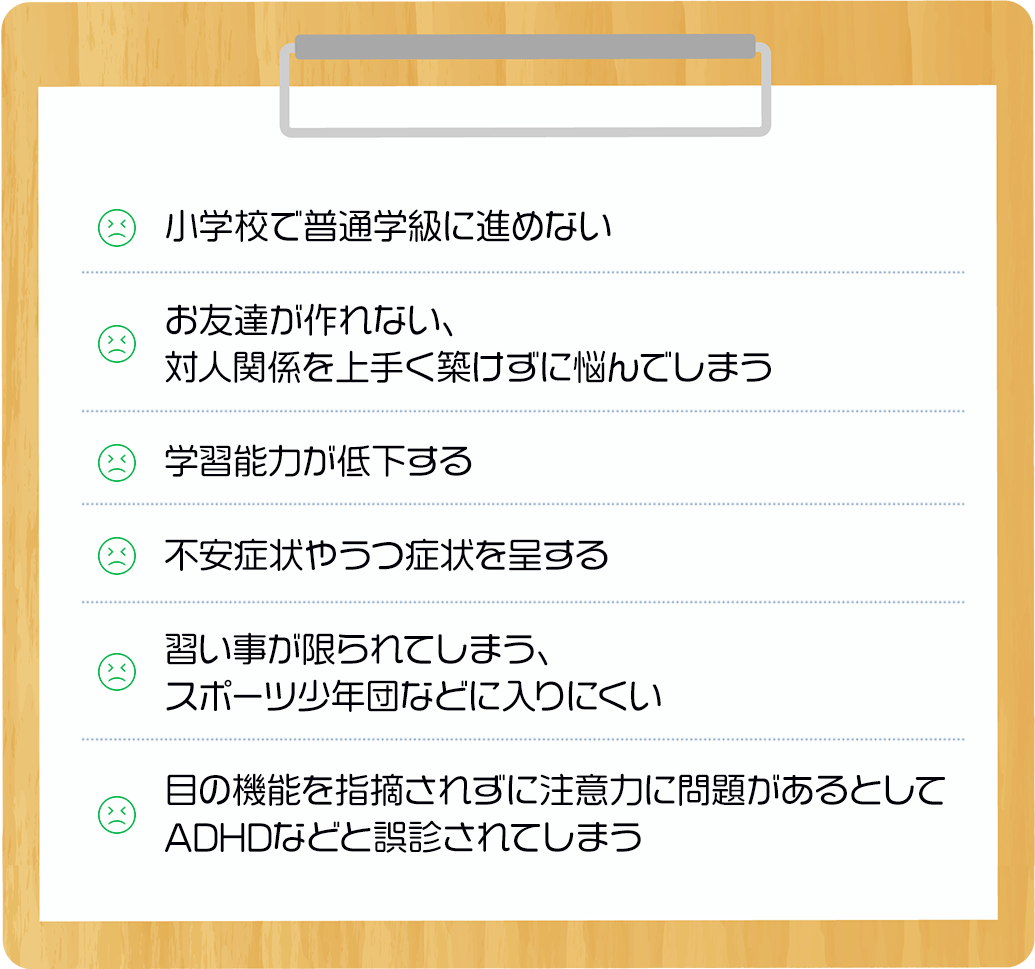 小学校で普通学級に進めない
お友達が作れない、
対人関係を上手く築けずに悩んでしまう
学習能力が低下する
不安症状やうつ症状を呈する
習い事が限られてしまう、
スポーツ少年団などに入りにくい
目の機能を指摘されずに注意力に問題があるとして
ADHDなどと誤診されてしまう